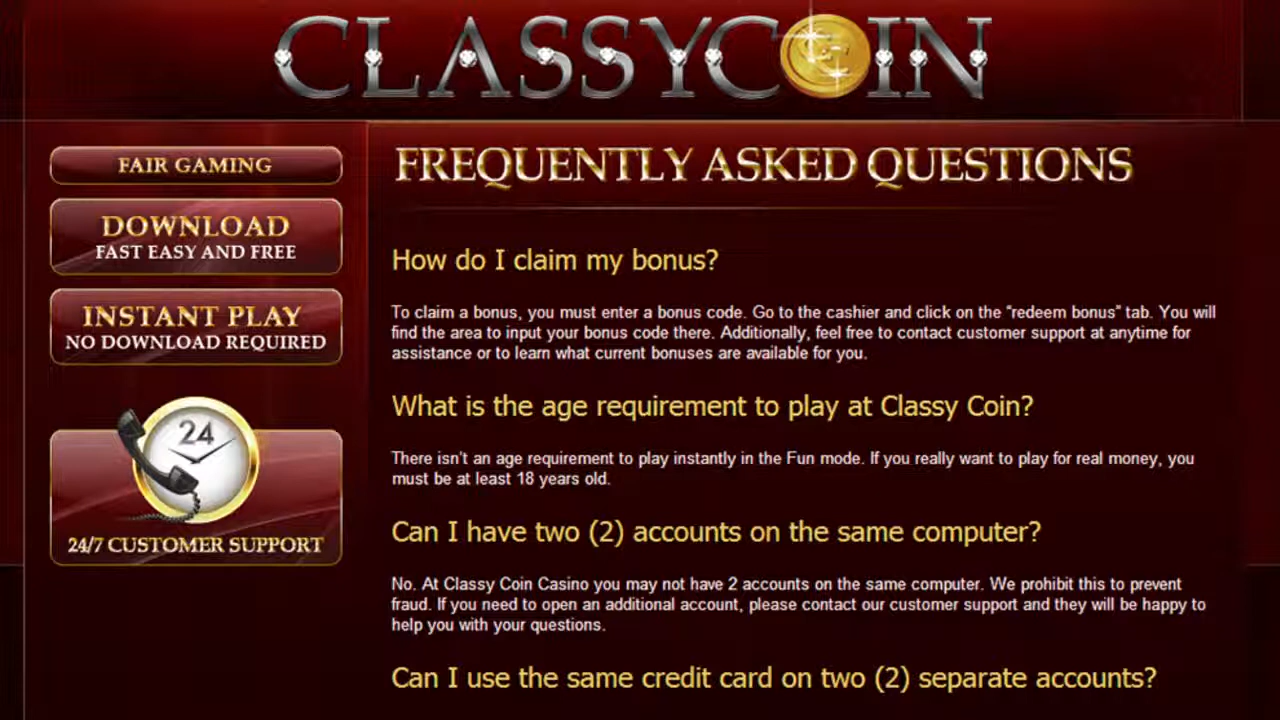 CLASSYCOIN
FAIR GAMING
DOWNLOAD
FAST EASY AND FREE
INSTANT PLAY
NO DOWNLOAD REQUIRED
24
24/7 CUSTOMER SUPPORT
FREQUENTLY ASKED QUESTIONS
How do I claim my bonus?
To claim a bonus, you must enter a bonus code. Go to the cashier and click on the “redeem bonus” tab. You will
find the area to input your bonus code there. Additionally, feel free to contact customer support at anytime for
assistance or to learn what current bonuses are available for you.
What is the age requirement to play at Classy Coin?
There isn’t an age requirement to play instantly in the Fun mode. If you really want to play for real money, you
must be at least 18 years old.
Can I have two (2) accounts on the same computer?
No. At Classy Coin Casino you may not have 2 accounts on the same computer. We prohibit this to prevent
fraud. If you need to open an additional account, please contact our customer support and they will be happy to
help you with your questions.
Can I use the same credit card on two (2) separate accounts?